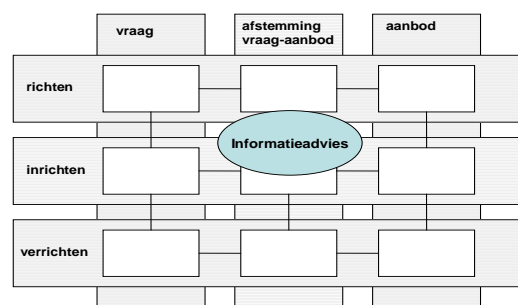 vraag
afstemming
vraag-aanbod
aanbod
richten
Informatieadvies
inrichten
verrichten